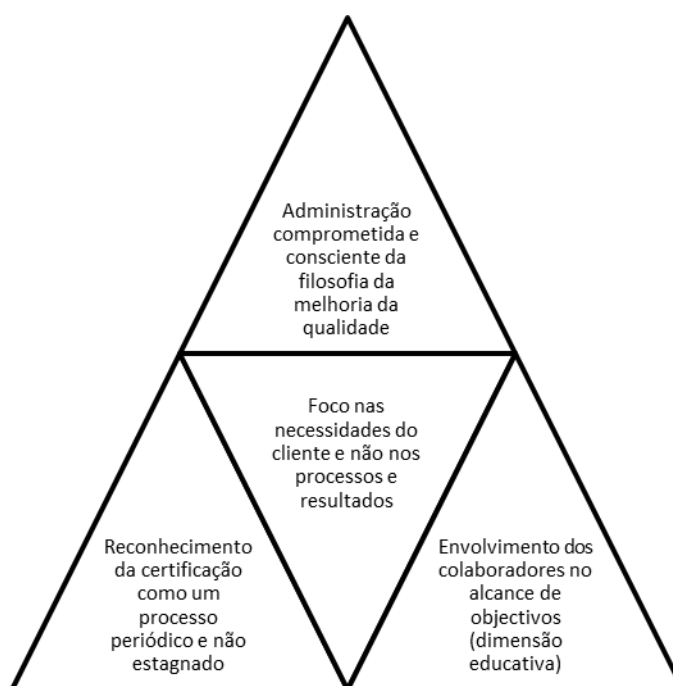 Administração
comprometida e
consciente da
filosofia da
melhoria da
qualidade
Foco nas
necessidades do
cliente e não nos
processos e
resultados
Reconhecimento
da certificação
como um
processo
periódico e não
estagnado
Envolvimento dos
colaboradores no
alcance de
objectivos
(dimensão
educativa)